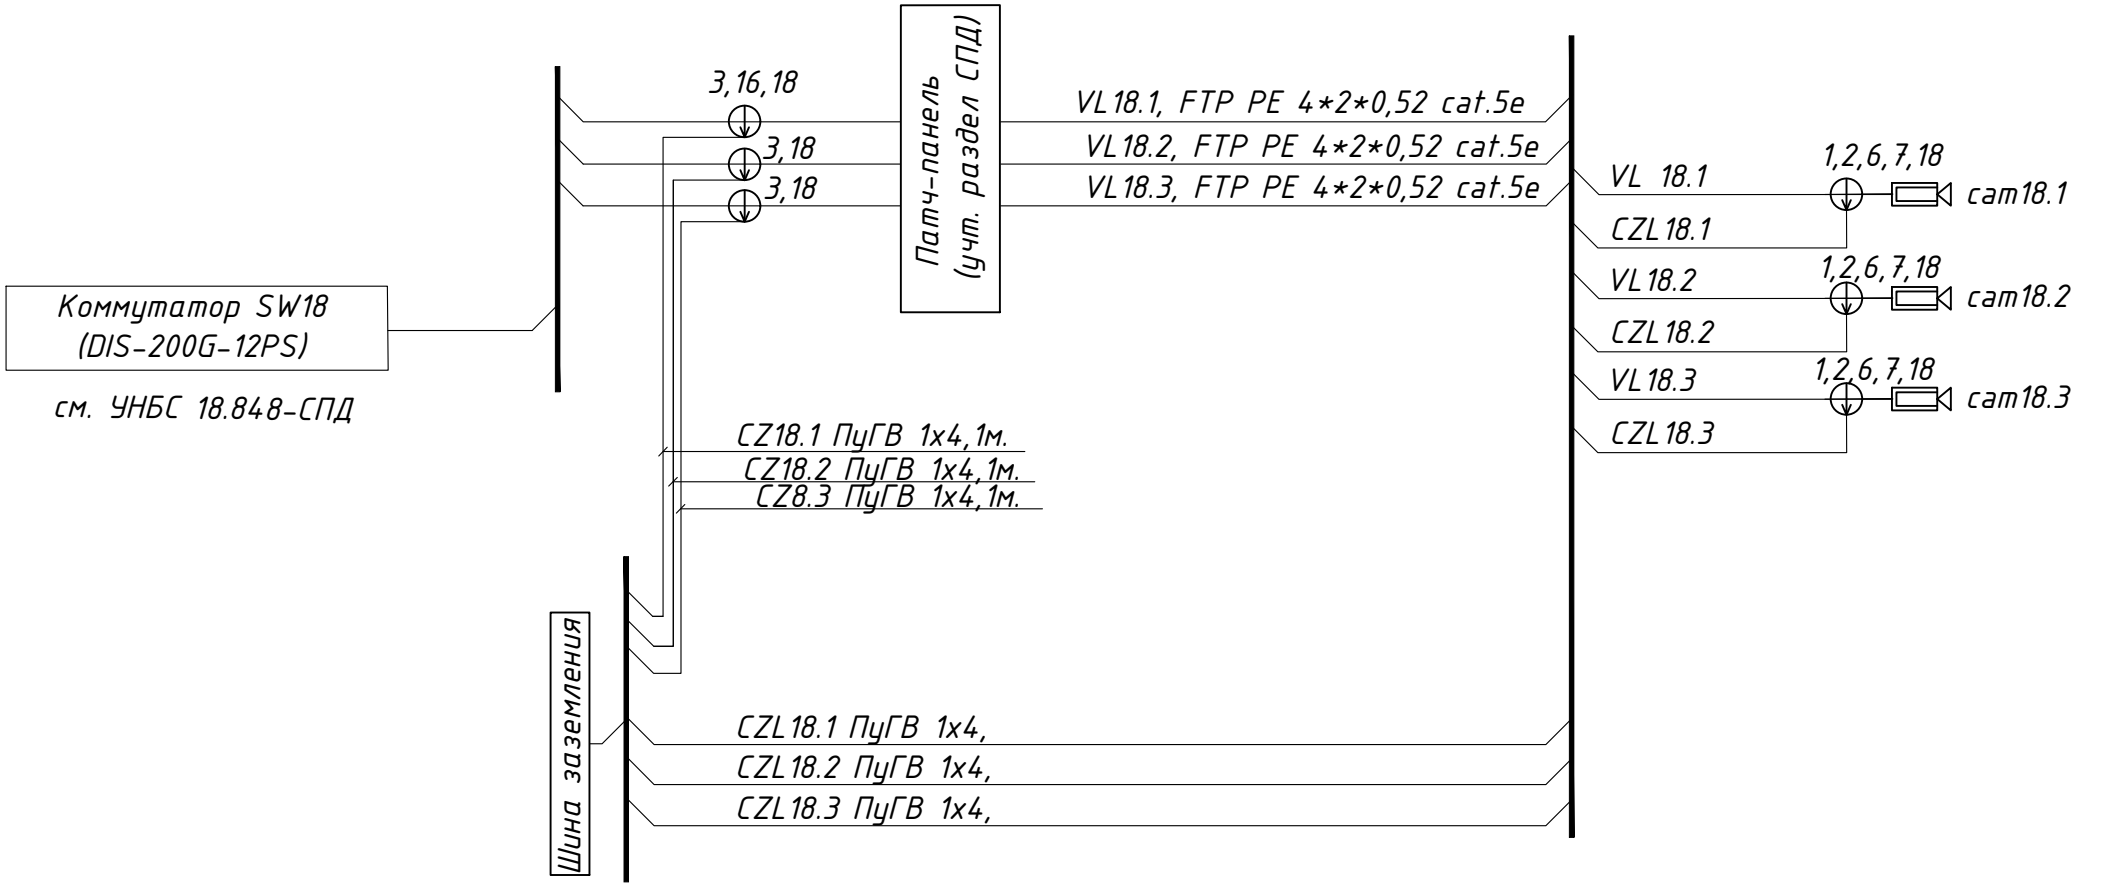 3,16,18
3,18
3,18
Патч-панель
(учт. раздел СПД)
VL18.1, FTP PE 4*2*0,52 cat.5e
VL18.2, FTP PE 4*2*0,52 cat.5e
VL18.3, FTP PE 4*2*0,52 cat.5e
VL 18.1
1,2,6,7,18
cam18.1
CZL18.1
VL18.2
1,2,6,7,18
cam18.2
CZL18.2
VL18.3
1,2,6,7,18
cam18.3
CZL18.3
Коммутатор SW18
(DIS-200G-12PS)
см. УНБС 18.848-СПД
CZ18.1 ПуГВ 1х4,1м.
CZ18.2 ПуГВ 1х4,1м.
CZ8.3 ПуГВ 1х4,1м.
Шина заземления
CZL18.1 ПуГВ 1х4,
CZL18.2 ПуГВ 1х4,
CZL18.3 ПуГВ 1х4,